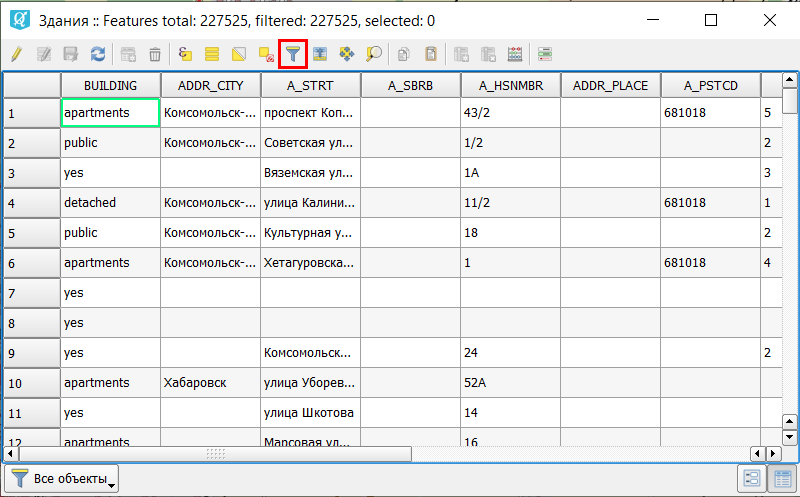 Здания :: Features total: 227525, filtered: 227525, selected: 0
BUILDING ADDR_CITY A_STRT A_SBRB A_HSNMBR ADDR_PLACE A_PSTCD
1 apartments Комсомольск-... проспект Коп... 43/2 681018 5
2 public Комсомольск-... Советская ул... 1/2 2
3 yes Вяземская ул... 1А 3
4 detached Комсомольск-... улица Калини... 11/2 681018 1
5 public Комсомольск-... Культурная у... 18 2
6 apartments Комсомольск-... Хетагуровска... 1 681018 4
7 yes
8 yes
9 yes Комсомольск... 24 2
10 apartments Хабаровск улица Уборев... 52А
11 yes улица Шкотова 14
12 apartments Марсовая ул... 16
Все объекты